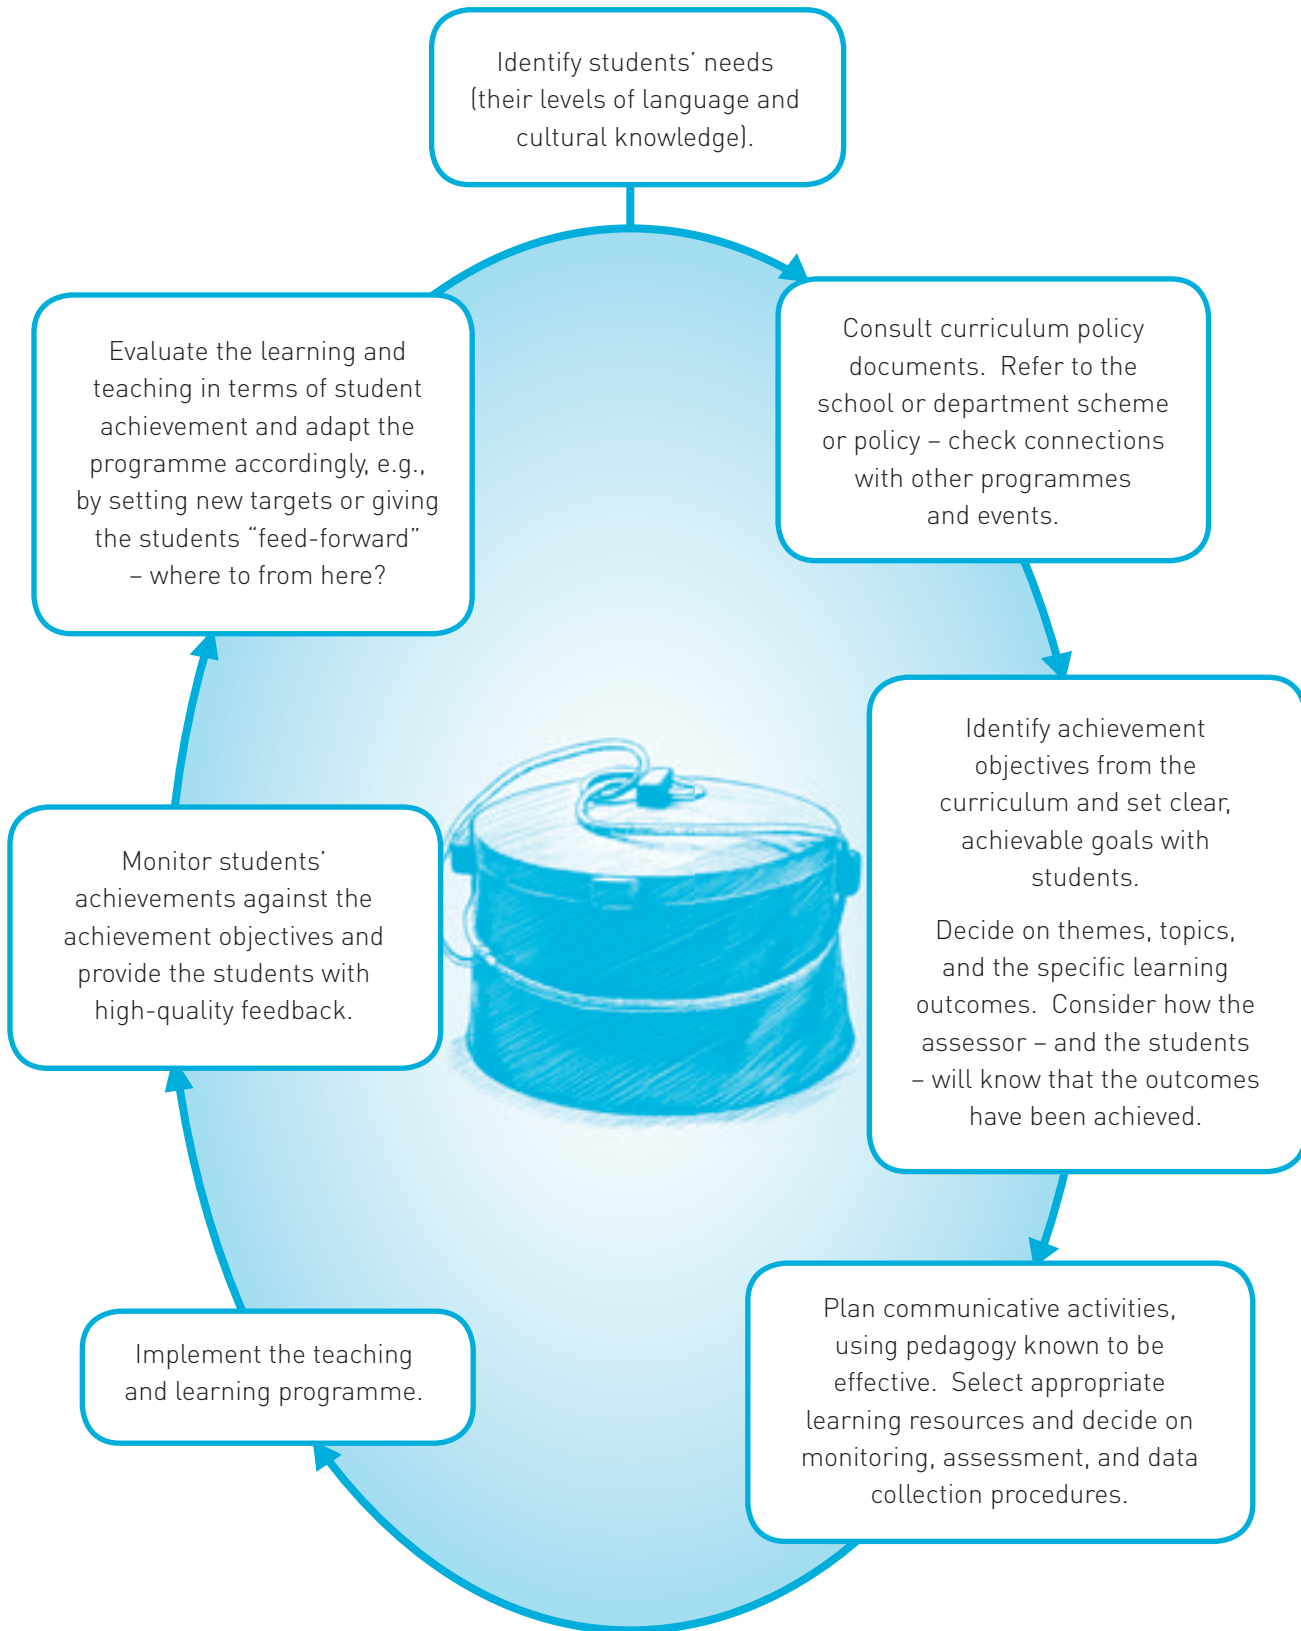 Identify students’ needs
(their levels of language and
cultural knowledge).
Consult curriculum policy
documents.  Refer to the
school or department scheme
or policy – check connections
with other programmes
and events.
Identify achievement
objectives from the
curriculum and set clear,
achievable goals with
students.
Decide on themes, topics,
and the specific learning
outcomes.  Consider how the
assessor – and the students
– will know that the outcomes
have been achieved.
Plan communicative activities,
using pedagogy known to be
effective.  Select appropriate
learning resources and decide on
monitoring, assessment, and data
collection procedures.
Implement the teaching
and learning programme.
Monitor students’
achievements against the
achievement objectives and
provide the students with
high-quality feedback.
Evaluate the learning and
teaching in terms of student
achievement and adapt the
programme accordingly, e.g.,
by setting new targets or giving
the students “feed-forward”
– where to from here?